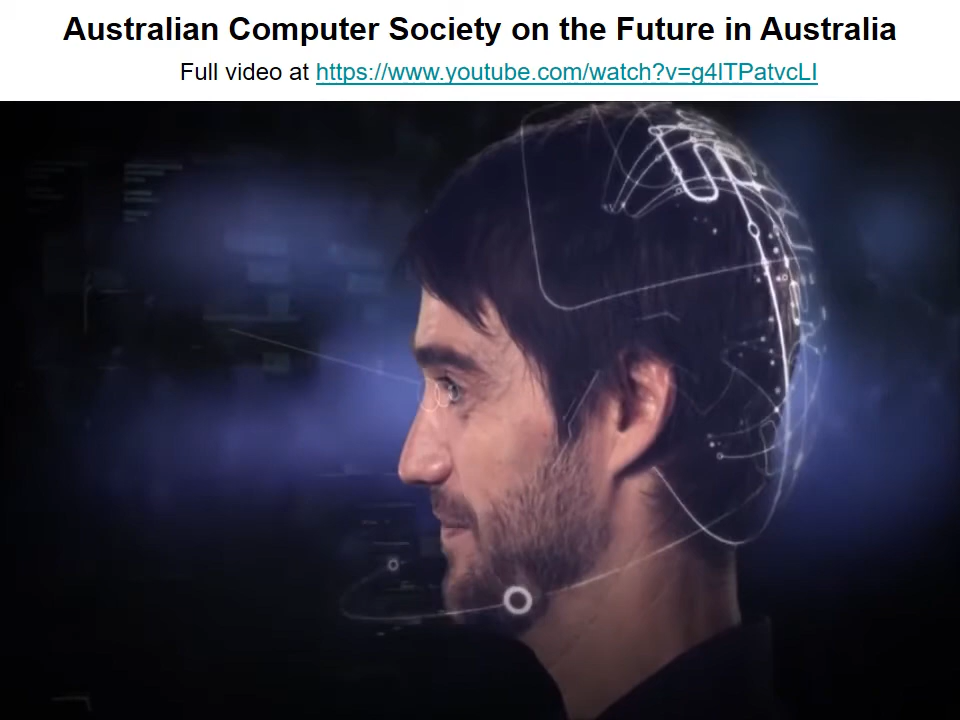 Australian Computer Society on the Future in Australia
Full video at https://www.youtube.com/watch?v=g4lTPatvcLI